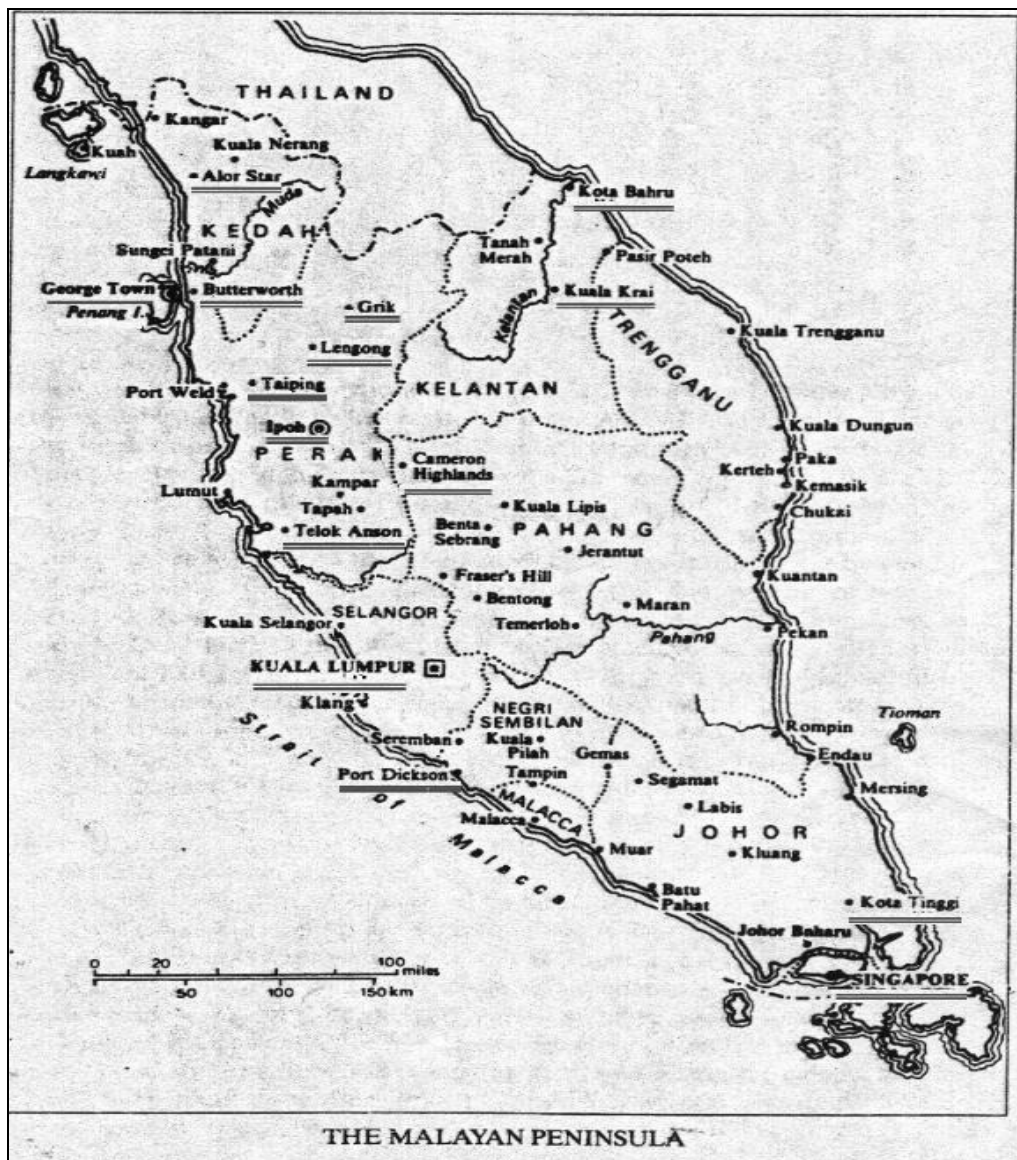 THAILAND
Kangar
Kuah
Langkawi
Kuala Nerang
Alor Star
Muda
KEDAH
Kota Bahru
Tanah
Merah
Pasir Poteh
Sungei Patani
George Town
Penang I.
Butterworth
Grik
Kelantan
Kuala Krai
TRENGGANU
Kuala Trengganu
Lengong
Port Weld
Taiping
KELANTAN
Ipoh
PERAK
Kuala Dungun
Cameron
Highlands
Paka
Kerteh
Kemasik
Lumut
Kampar
Tapah
Kuala Lipis
Chukai
Telok Anson
Benta
Sebrang
PAHANG
Jerantut
Fraser's Hill
Kuantan
SELANGOR
Bentong
Maran
Kuala Selangor
Temerloh
Pahang
Pekan
KUALA LUMPUR
Klang
NEGRI
SEMBILAN
Rompin
Tioman
Seremban
Kuala
Pilah
Gemas
Endau
Port Dickson
Tampin
Segamat
Mersing
MALACCA
Labis
Malacca
JOHOR
Strait of Malacca
Muar
Kluang
Batu
Pahat
Kota Tinggi
Johor Baharu
0 20 100 miles
50 100 150 km
SINGAPORE
THE MALAYAN PENINSULA